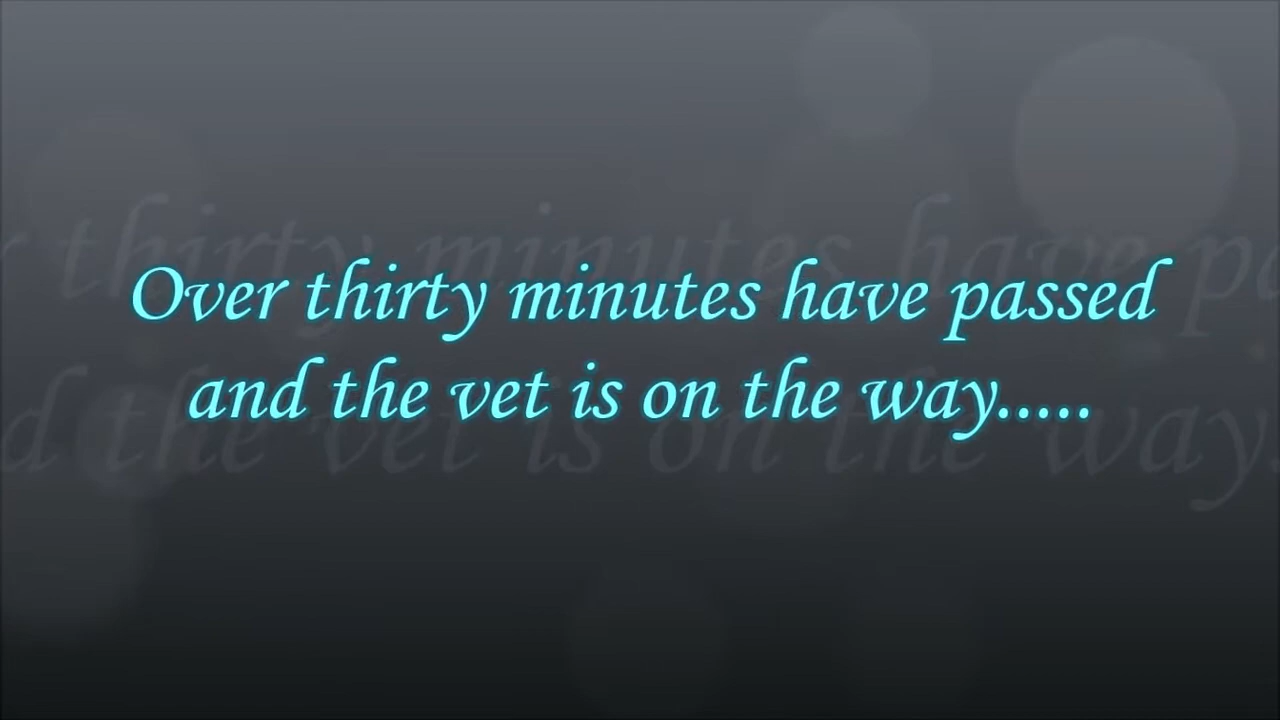 Over thirty minutes have passed
and the vet is on the way.....